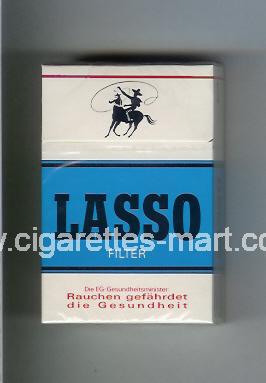 LASSO
www.cigarettes-mart.com
FILTER
Die EG-Gesundheitsminister:
Rauchen gefährdet
die Gesundheit